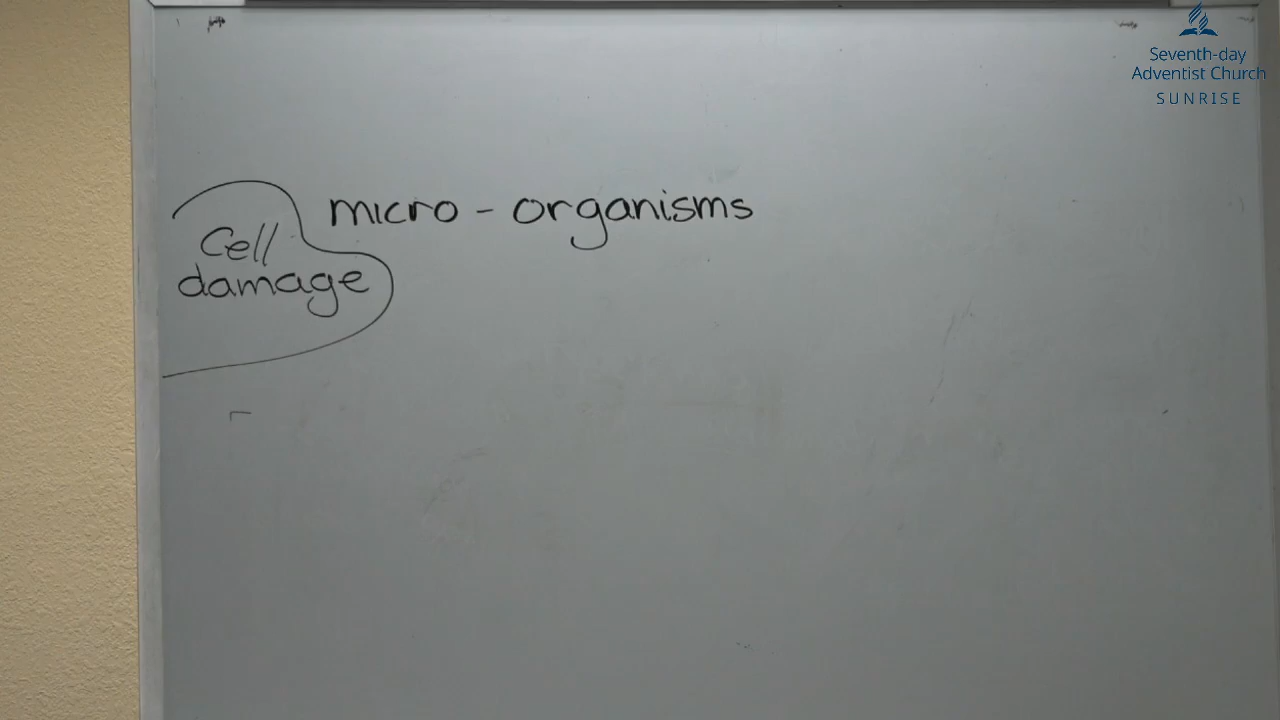 Seventh-day
Adventist Church
SUNRISE
micro - organisms
Cell
damage